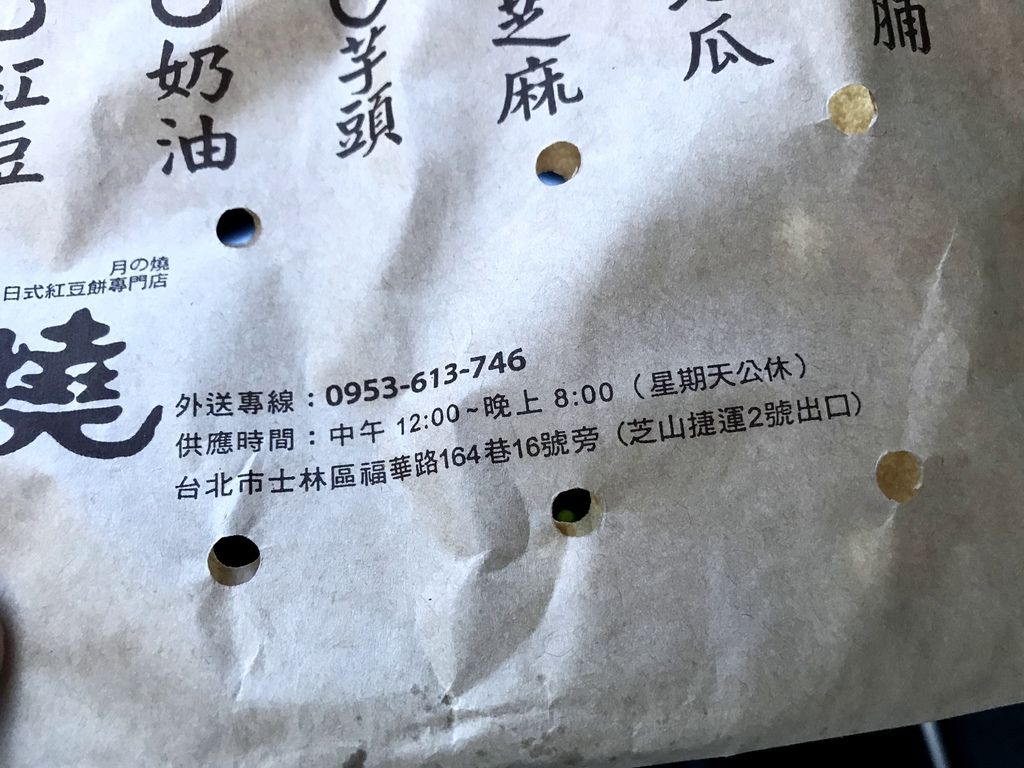 紅豆
奶油
芋頭
芝麻
瓜
脯
月の燒
日式紅豆餅專門店
燒
外送專線：0953-613-746
供應時間：中午 12:00~晚上 8:00（星期天公休）
台北市士林區福華路164巷16號旁（芝山捷運2號出口）